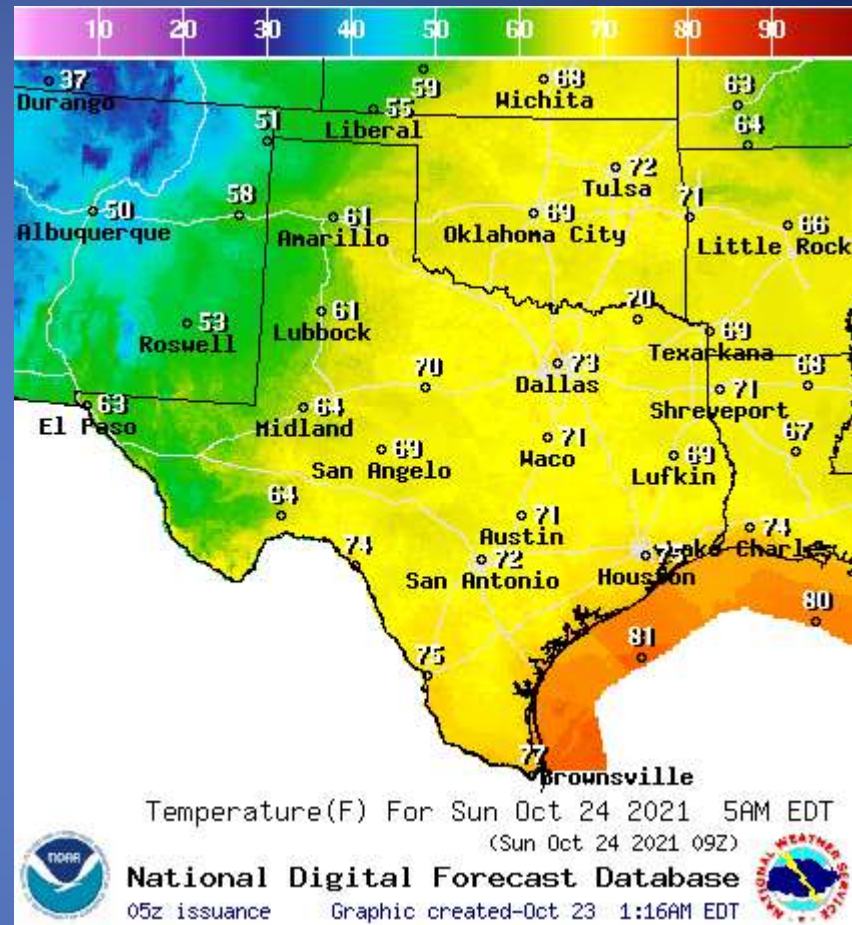 10 20 30 40 50 60 70 80 90
37
Durango
59
68
Wichita
55
Liberal
63
51
64
72
Tulsa
50
Albuquerque
58
61
Amarillo
69
Oklahoma City
71
66
Little Rock
53
Roswell
61
Lubbock
70
69
Texarkana
73
Dallas
70
71
Shreveport
68
63
El Paso
64
Midland
69
San Angelo
71
Waco
69
Lufkin
67
64
71
Austin
74
Lake Charles
74
72
San Antonio
Houston
80
81
75
77
Brownsville
Temperature(F) For Sun Oct 24 2021 5AM EDT
(Sun Oct 24 2021 09Z)
NOAA
National Digital Forecast Database
05z issuance Graphic created-Oct 23 1:16AM EDT
NATIONAL WEATHER SERVICE